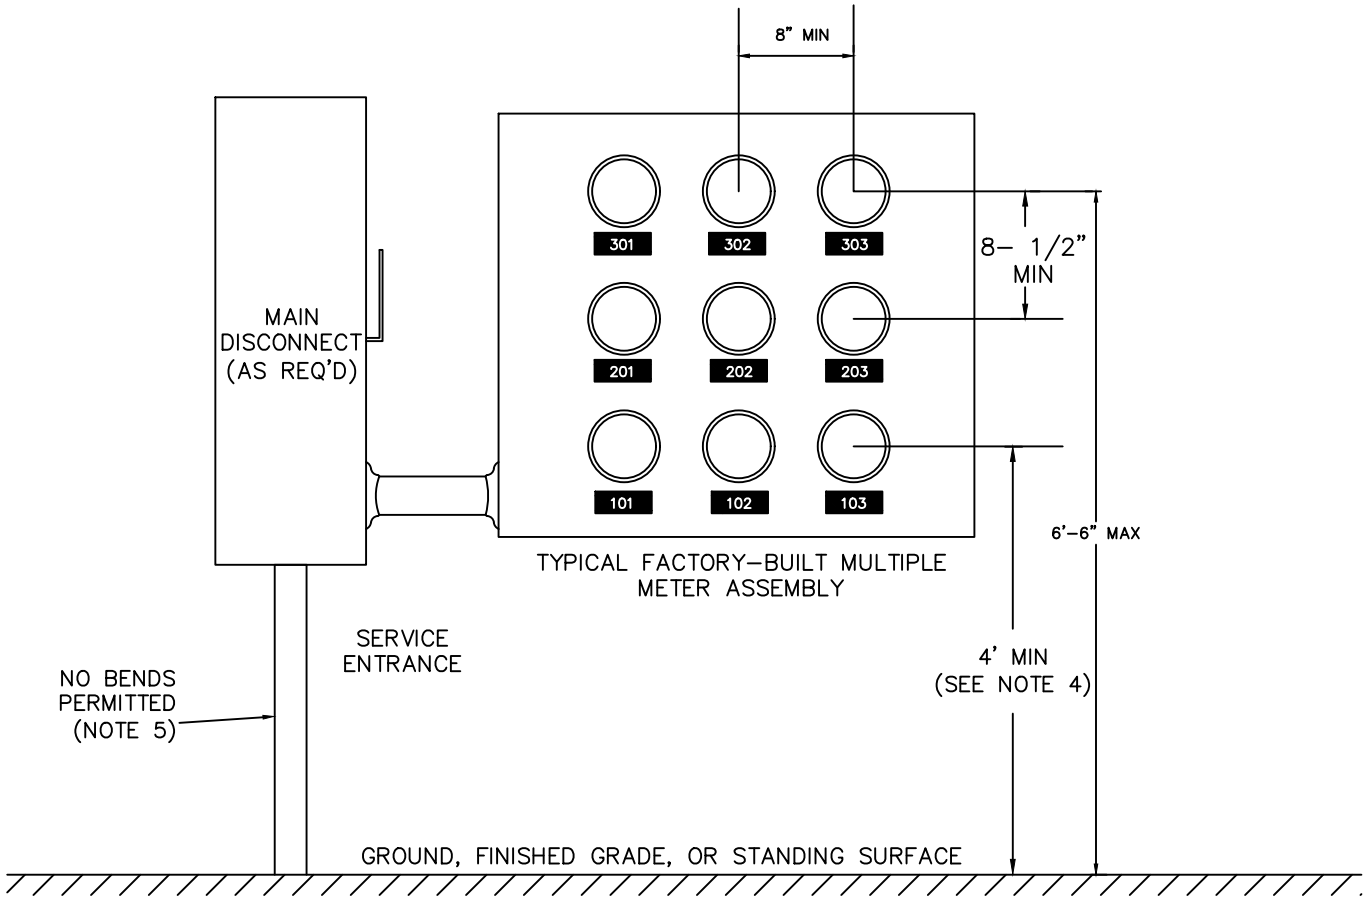 8" MIN
301 302 303
8- 1/2"
MIN
MAIN
DISCONNECT
(AS REQ'D)
201 202 203
101 102 103
6'-6" MAX
TYPICAL FACTORY-BUILT MULTIPLE
METER ASSEMBLY
SERVICE
ENTRANCE
4' MIN
(SEE NOTE 4)
NO BENDS
PERMITTED
(NOTE 5)
GROUND, FINISHED GRADE, OR STANDING SURFACE